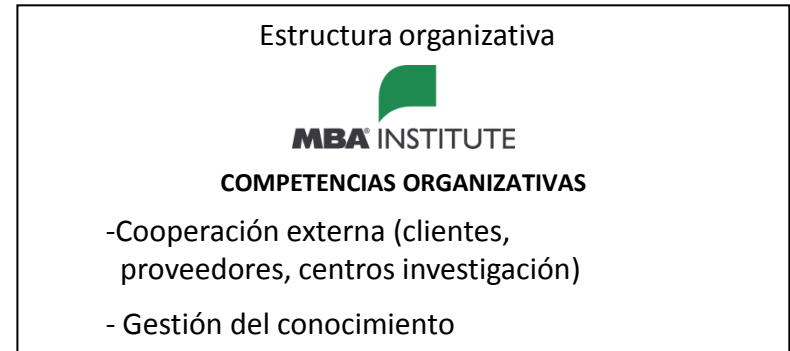 Estructura organizativa
MBA® INSTITUTE
COMPETENCIAS ORGANIZATIVAS
-Cooperación externa (clientes,
proveedores, centros investigación)
- Gestión del conocimiento